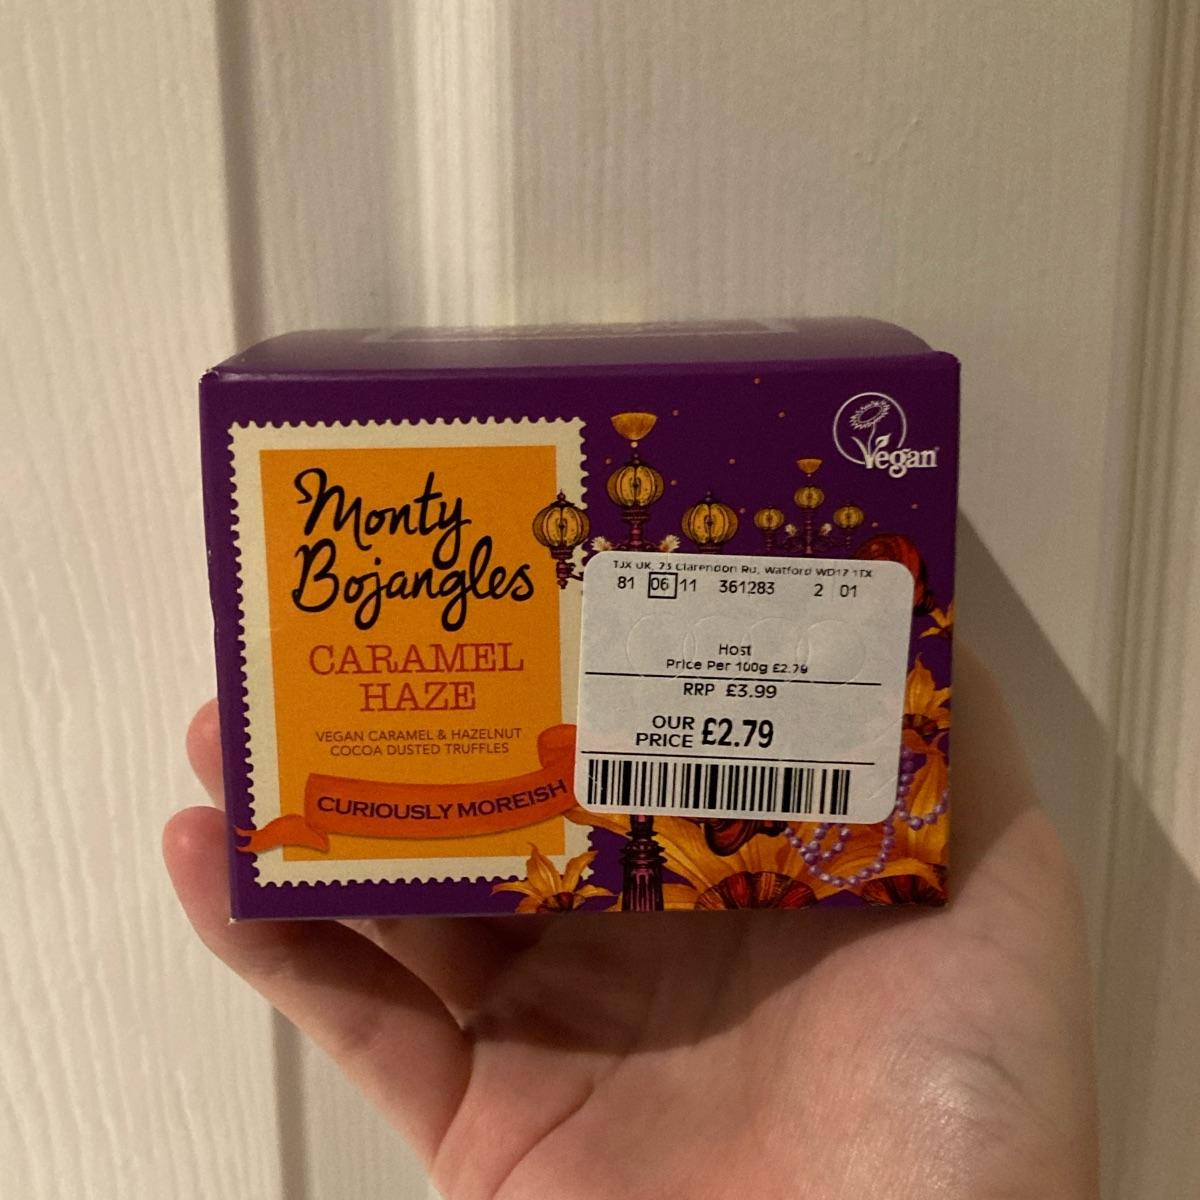 Monty
Bojangles
CARAMEL
HAZE
VEGAN CARAMEL & HAZELNUT
COCOA DUSTED TRUFFLES
CURIOUSLY MOREISH
Vegan
TJX UK, 73 Clarendon Rd, Watford WD17 1TX
81 06 11 361283 2 01
Host
Price Per 100g £2.79
RRP £3.99
OUR PRICE £2.79